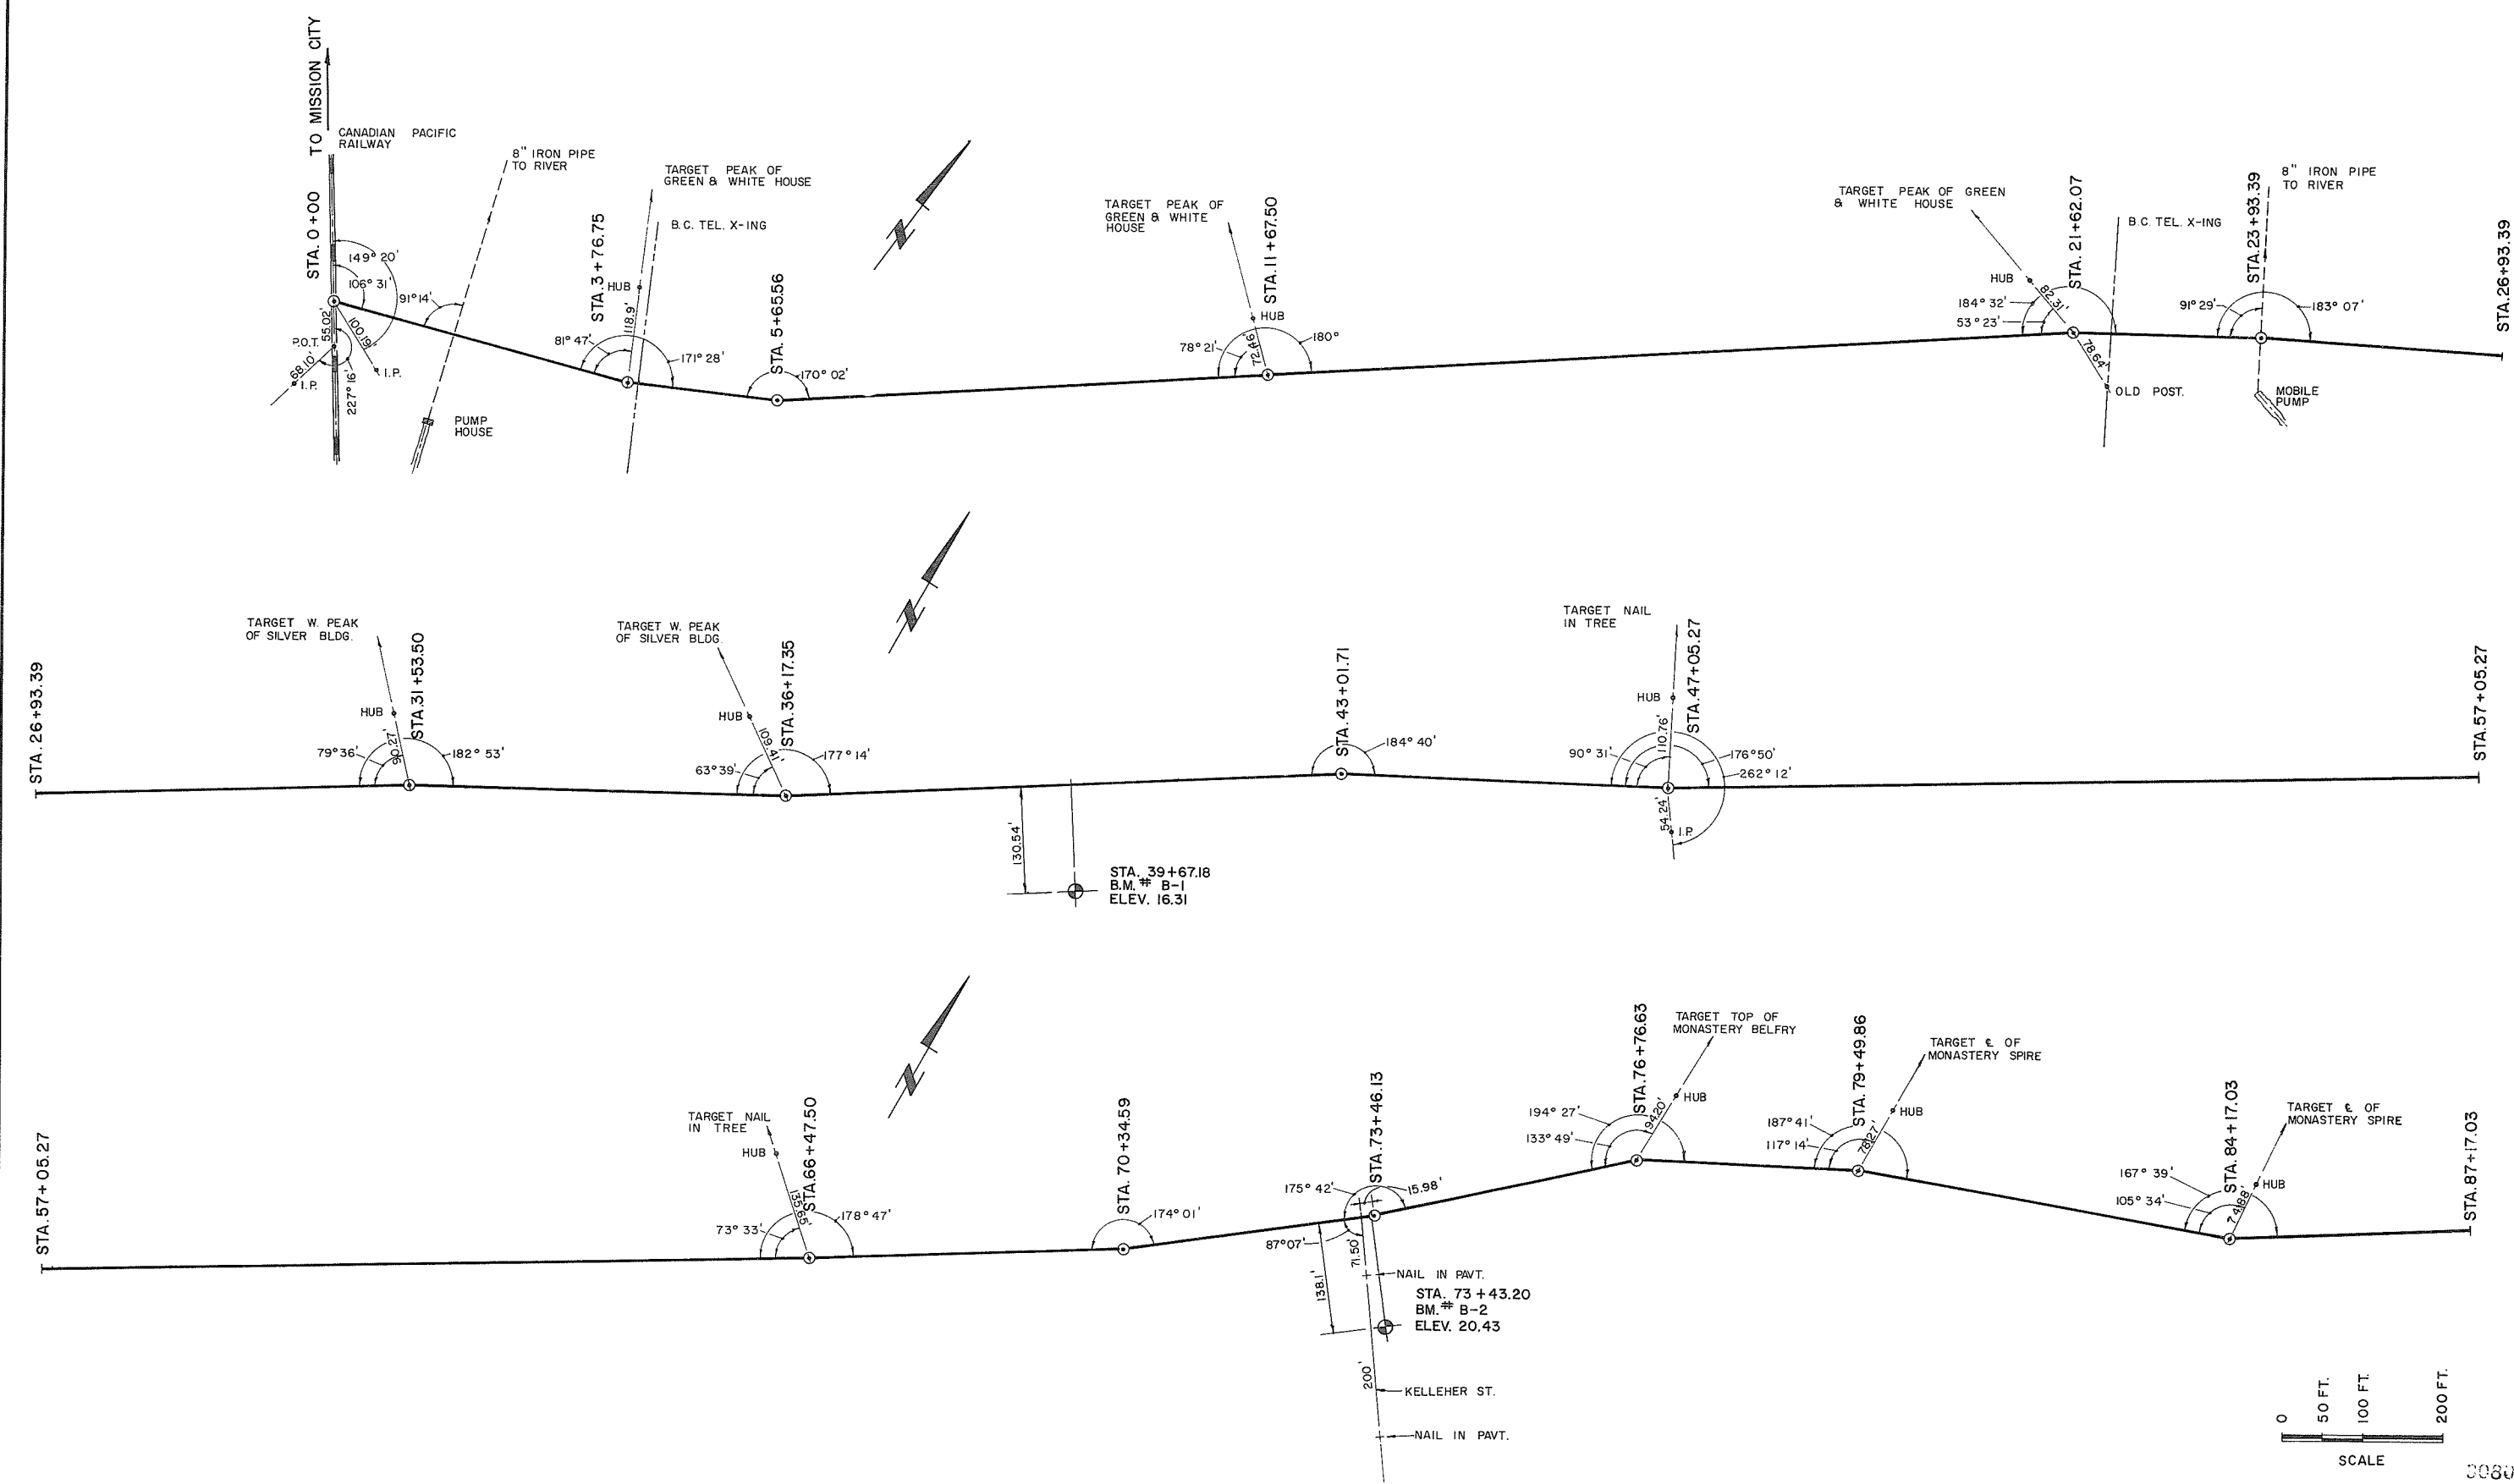 TO MISSION CITY
CANADIAN PACIFIC
RAILWAY
STA. 0+00
149° 20'
106° 31'
91° 14'
55.02'
100.19'
P.O.T.
68.10'
I.P.
I.P.
227° 16'
8" IRON PIPE
TO RIVER
PUMP
HOUSE
TARGET PEAK OF
GREEN & WHITE HOUSE
B.C. TEL. X-ING
STA. 3+76.75
HUB
118.9'
81° 47'
171° 28'
STA. 5+65.56
170° 02'
TARGET PEAK OF
GREEN & WHITE
HOUSE
STA. 11+67.50
HUB
72.46'
78° 21'
180°
TARGET PEAK OF GREEN
& WHITE HOUSE
STA. 21+62.07
HUB
82.31'
184° 32'
53° 23'
78.64'
OLD POST.
B.C. TEL. X-ING
STA. 23+93.39
8" IRON PIPE
TO RIVER
91° 29'
183° 07'
MOBILE
PUMP
STA. 26+93.39
STA. 26+93.39
TARGET W. PEAK
OF SILVER BLDG.
STA. 31+53.50
HUB
90.27'
79° 36'
182° 53'
TARGET W. PEAK
OF SILVER BLDG.
STA. 36+17.35
HUB
109.41'
63° 39'
177° 14'
130.54'
STA. 39+67.18
B.M. # B-1
ELEV. 16.31
STA. 43+01.71
184° 40'
TARGET NAIL
IN TREE
STA. 47+05.27
HUB
110.76'
90° 31'
176° 50'
262° 12'
54.24'
I.P.
STA. 57+05.27
STA. 57+05.27
TARGET NAIL
IN TREE
HUB
STA. 66+47.50
135.65'
73° 33'
178° 47'
STA. 70+34.59
174° 01'
STA. 73+46.13
175° 42'
15.98'
87° 07'
71.50'
138.1'
NAIL IN PAVT.
STA. 73+43.20
BM. # B-2
ELEV. 20.43
200'
KELLEHER ST.
NAIL IN PAVT.
STA. 76+76.63
TARGET TOP OF
MONASTERY BELFRY
HUB
94.20'
194° 27'
133° 49'
STA. 79+49.86
TARGET ℄ OF
MONASTERY SPIRE
HUB
78.27'
187° 41'
117° 14'
STA. 84+17.03
TARGET ℄ OF
MONASTERY SPIRE
HUB
74.88'
167° 39'
105° 34'
STA. 87+17.03
0
50 FT.
100 FT.
200 FT.
SCALE